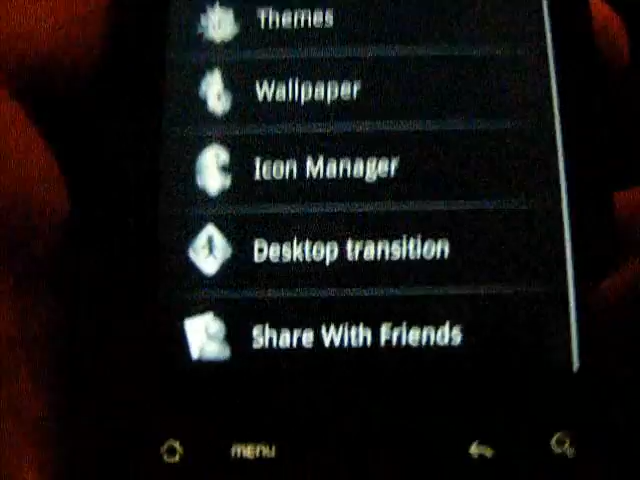 Themes
Wallpaper
Icon Manager
Desktop transition
Share With Friends
menu